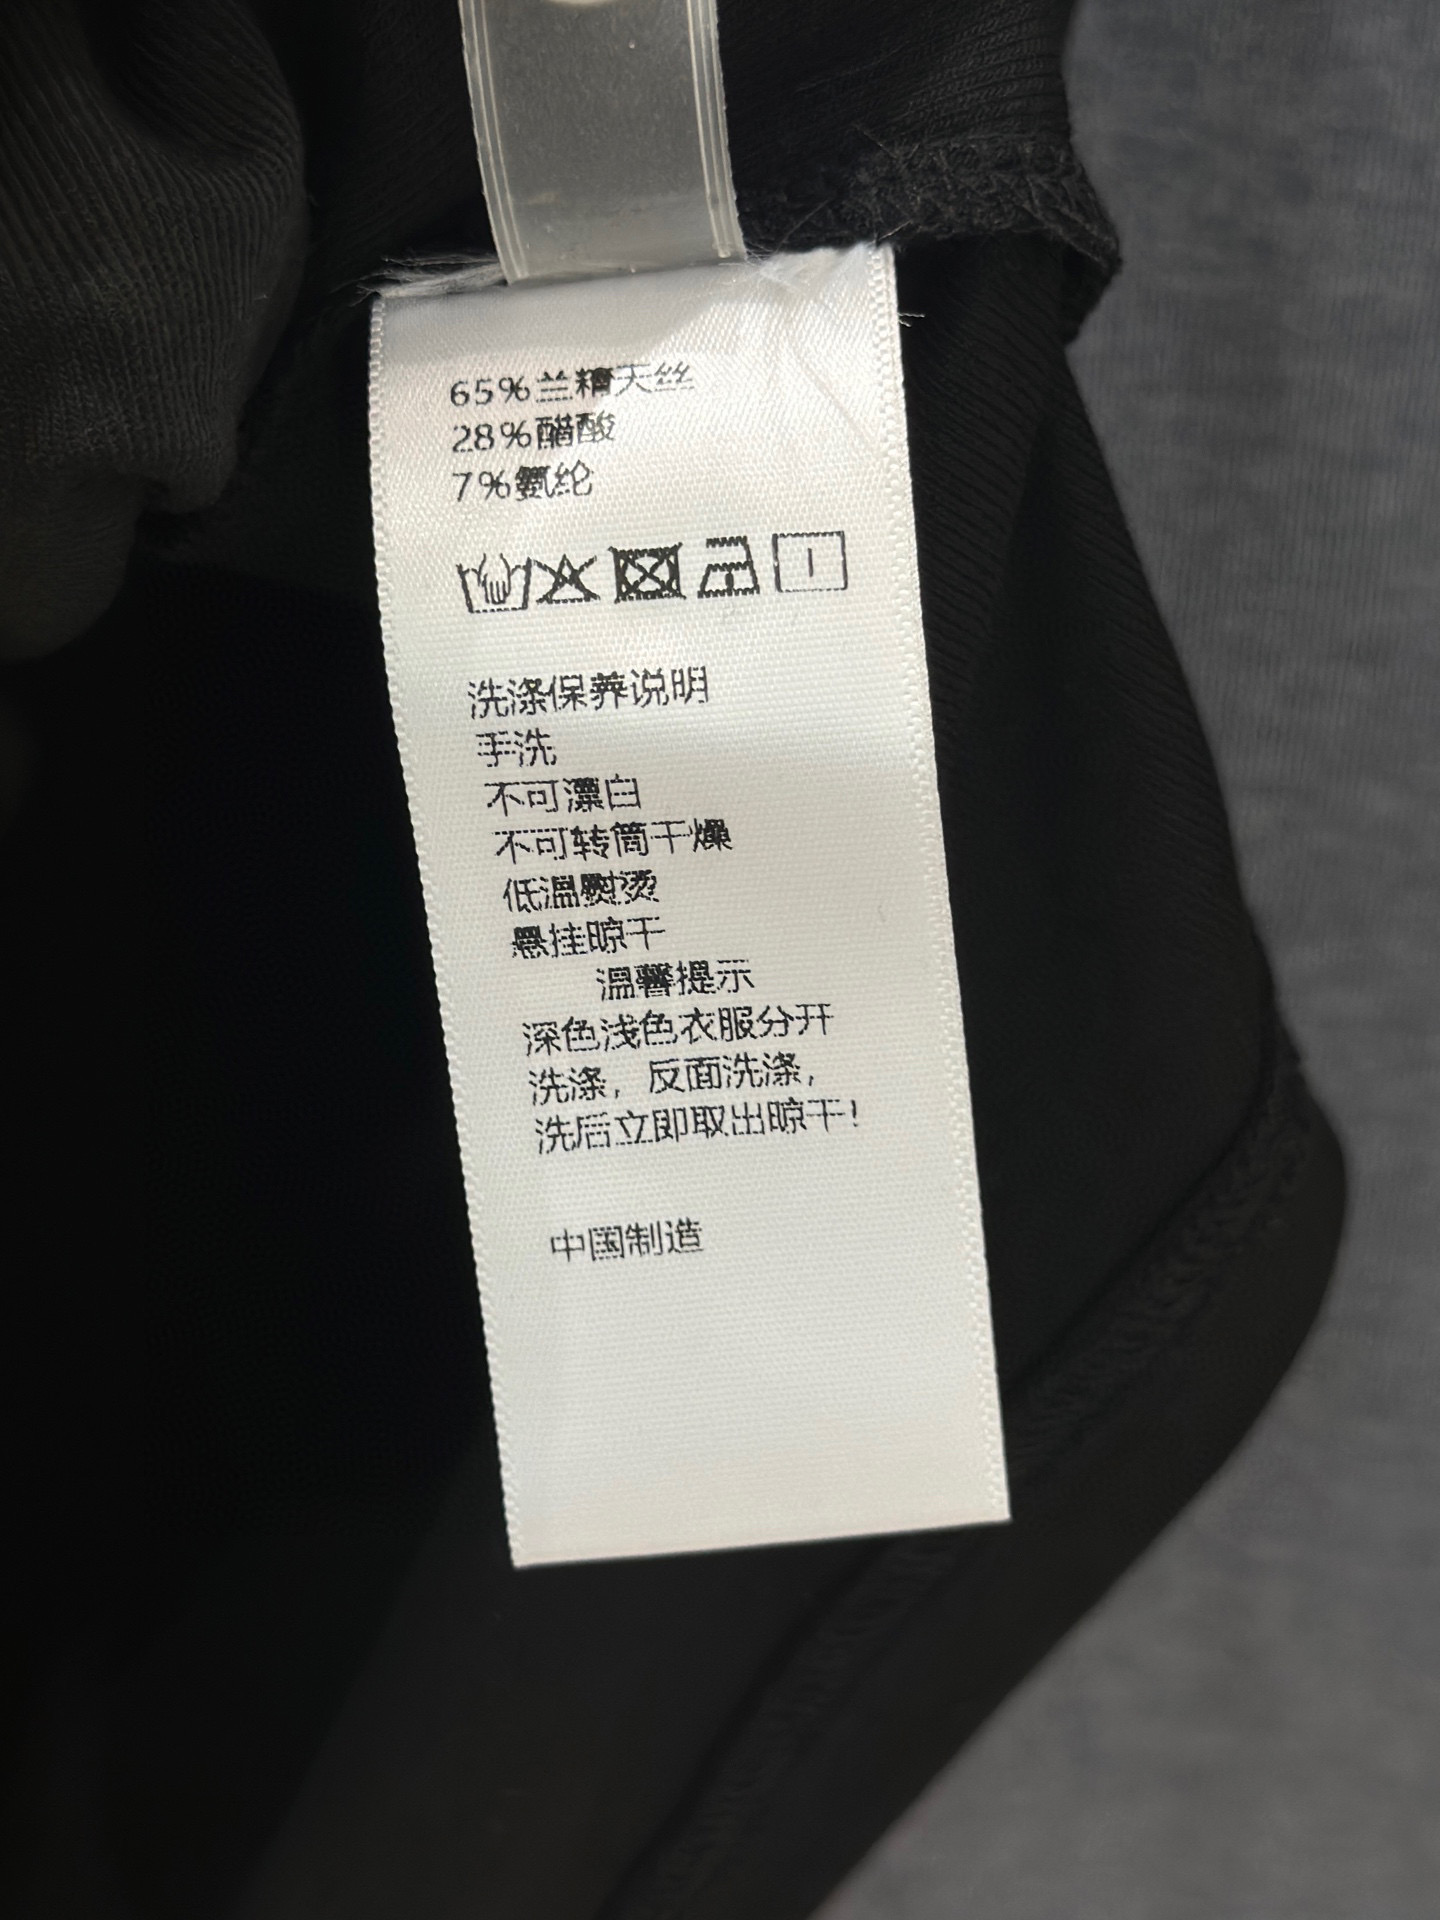 65%兰精天丝
28%醋酸
7%氨纶
洗涤保养说明
手洗
不可漂白
不可转筒干燥
低温熨烫
悬挂晾干
温馨提示
深色浅色衣服分开
洗涤，反面洗涤，
洗后立即取出晾干！
中国制造